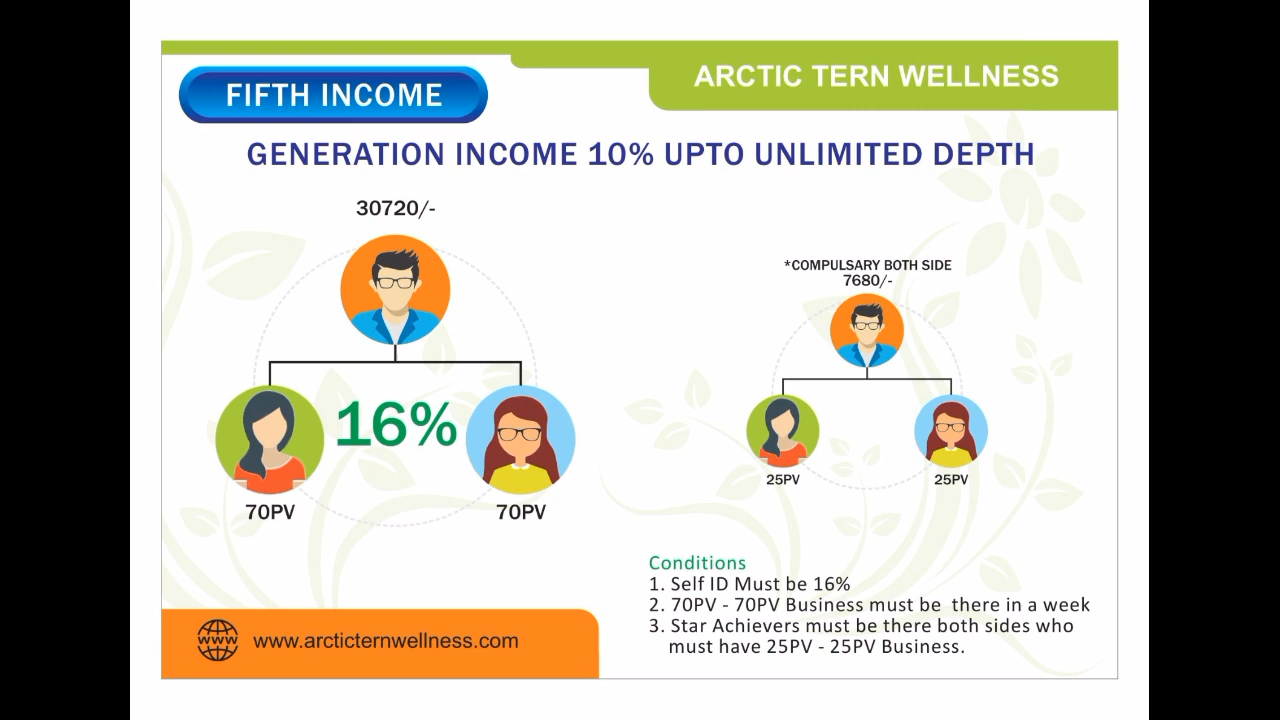 FIFTH INCOME
ARCTIC TERN WELLNESS
GENERATION INCOME 10% UPTO UNLIMITED DEPTH
30720/-
16%
70PV
70PV
*COMPULSARY BOTH SIDE
7680/-
25PV
25PV
Conditions
1. Self ID Must be 16%
2. 70PV - 70PV Business must be there in a week
3. Star Achievers must be there both sides who
must have 25PV - 25PV Business.
www
www.arcticternwellness.com